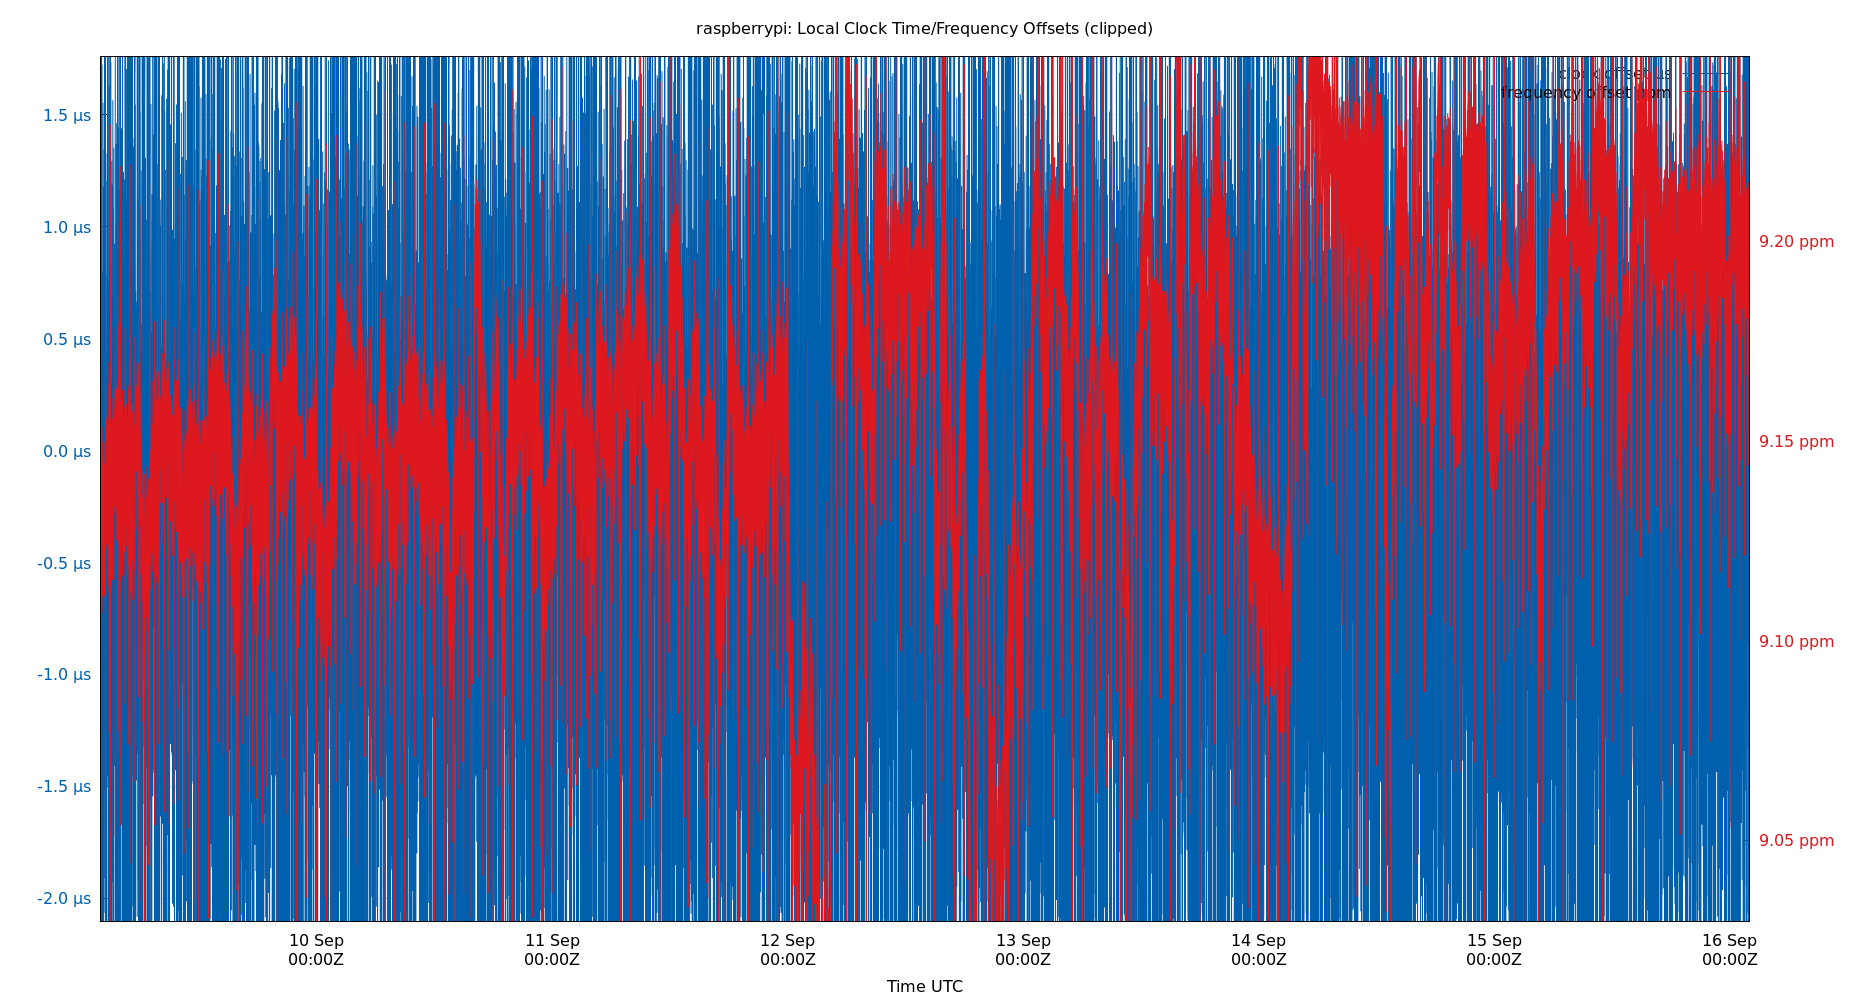 raspberrypi: Local Clock Time/Frequency Offsets (clipped)
clock offset µs
frequency offset ppm
1.5 µs
1.0 µs
0.5 µs
0.0 µs
-0.5 µs
-1.0 µs
-1.5 µs
-2.0 µs
9.20 ppm
9.15 ppm
9.10 ppm
9.05 ppm
10 Sep
00:00Z
11 Sep
00:00Z
12 Sep
00:00Z
13 Sep
00:00Z
14 Sep
00:00Z
15 Sep
00:00Z
16 Sep
00:00Z
Time UTC